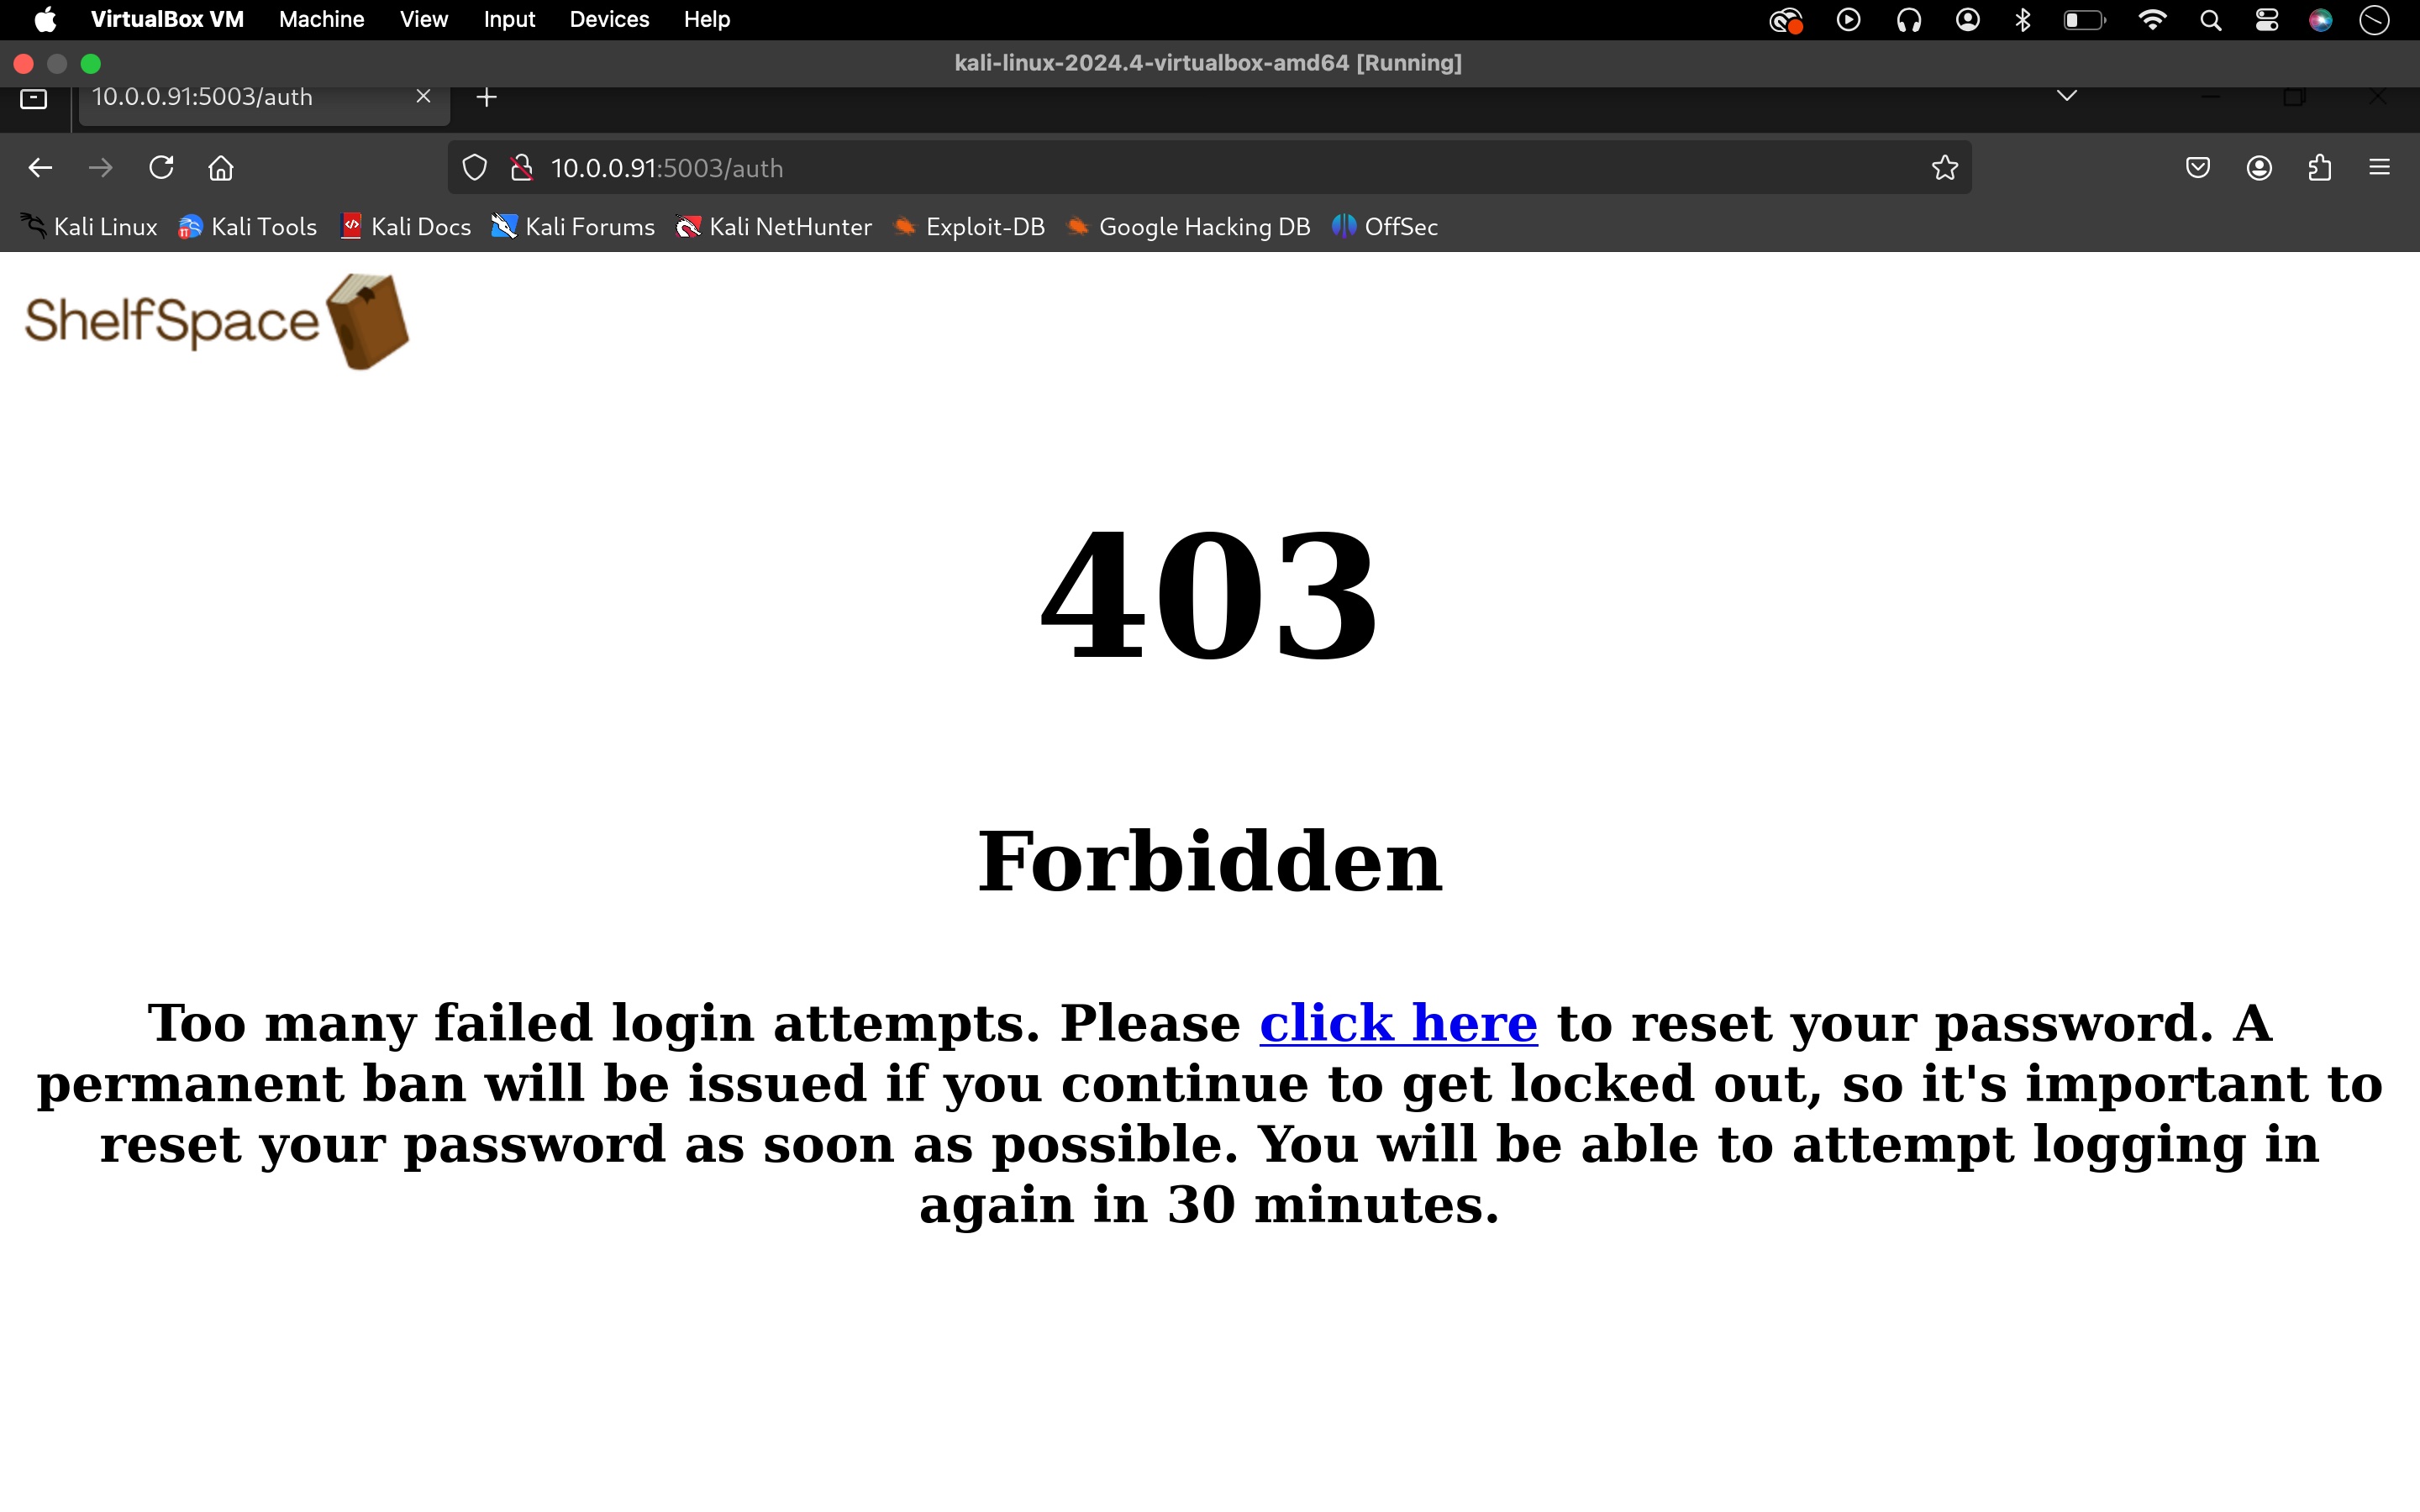 VirtualBox VM Machine View Input Devices Help
kali-linux-2024.4-virtualbox-amd64 [Running]
10.0.0.91:5003/auth
10.0.0.91:5003/auth
Kali Linux Kali Tools Kali Docs Kali Forums Kali NetHunter Exploit-DB Google Hacking DB OffSec
ShelfSpace
403
Forbidden
Too many failed login attempts. Please click here to reset your password. A
permanent ban will be issued if you continue to get locked out, so it's important to
reset your password as soon as possible. You will be able to attempt logging in
again in 30 minutes.